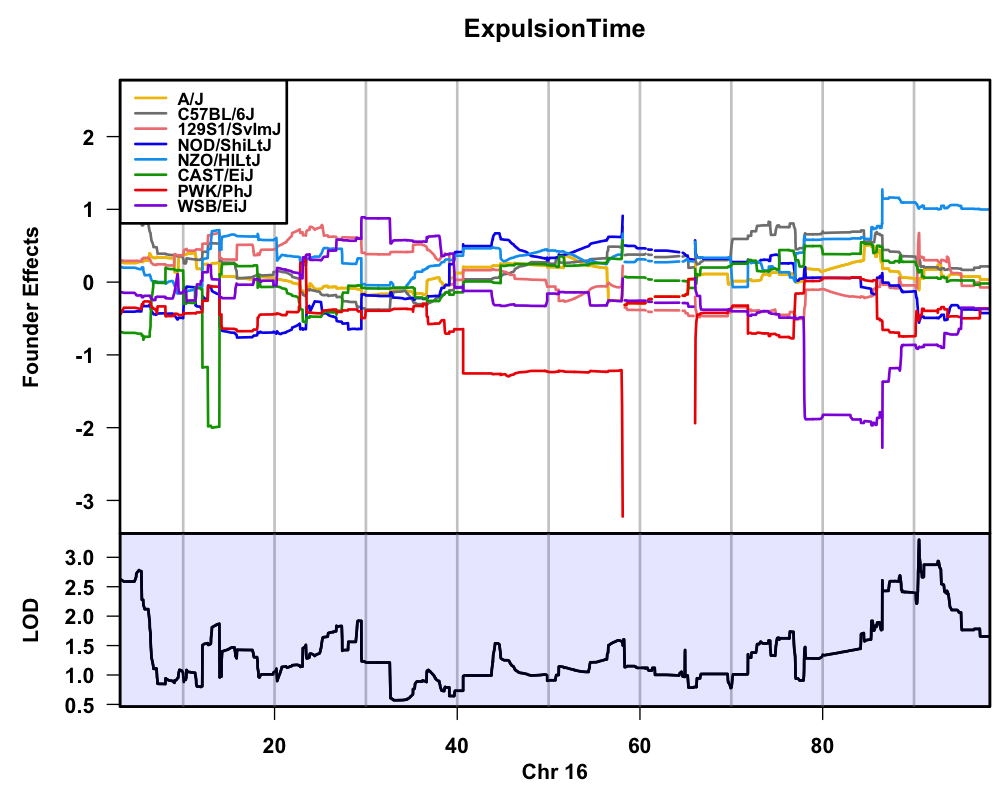 ExpulsionTime
A/J
C57BL/6J
129S1/SvImJ
NOD/ShiLtJ
NZO/HILtJ
CAST/EiJ
PWK/PhJ
WSB/EiJ
Founder Effects
2
1
0
-1
-2
-3
LOD
3.0
2.5
2.0
1.5
1.0
0.5
20
40
60
80
Chr 16